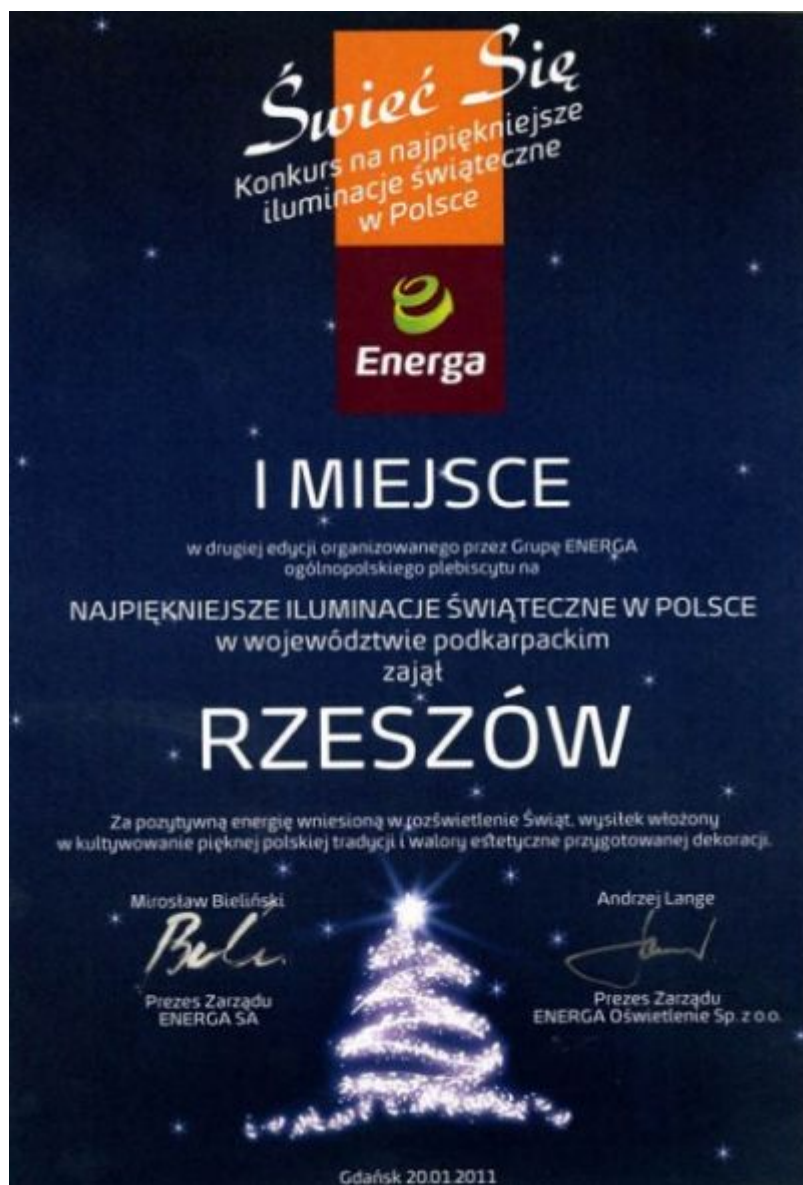 Świeć Się
Konkurs na najpiękniejsze
iluminacje świąteczne
w Polsce
Energa
I MIEJSCE
w drugiej edycji organizowanego przez Grupę ENERGA
ogólnopolskiego plebiscytu na
NAJPIĘKNIEJSZE ILUMINACJE ŚWIĄTECZNE W POLSCE
w województwie podkarpackim
zajął
RZESZÓW
Za pozytywną energię wniesioną w rozświetlenie Świąt, wysiłek włożony
w kultywowanie pięknej polskiej tradycji i walory estetyczne przygotowanej dekoracji.
Mirosław Bieliński
Prezes Zarządu
ENERGA SA
Andrzej Lange
Prezes Zarządu
ENERGA Oświetlenie Sp. z o.o.
Gdańsk 20.01.2011